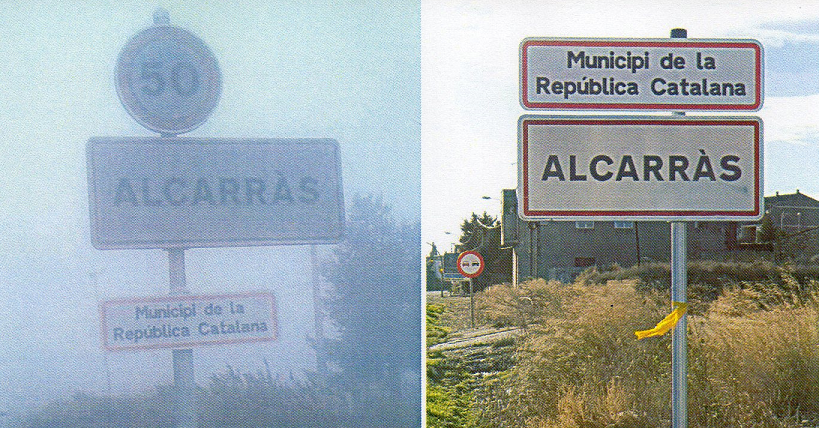 50
ALCARRÀS
Municipi de la
República Catalana
Municipi de la
República Catalana
ALCARRÀS